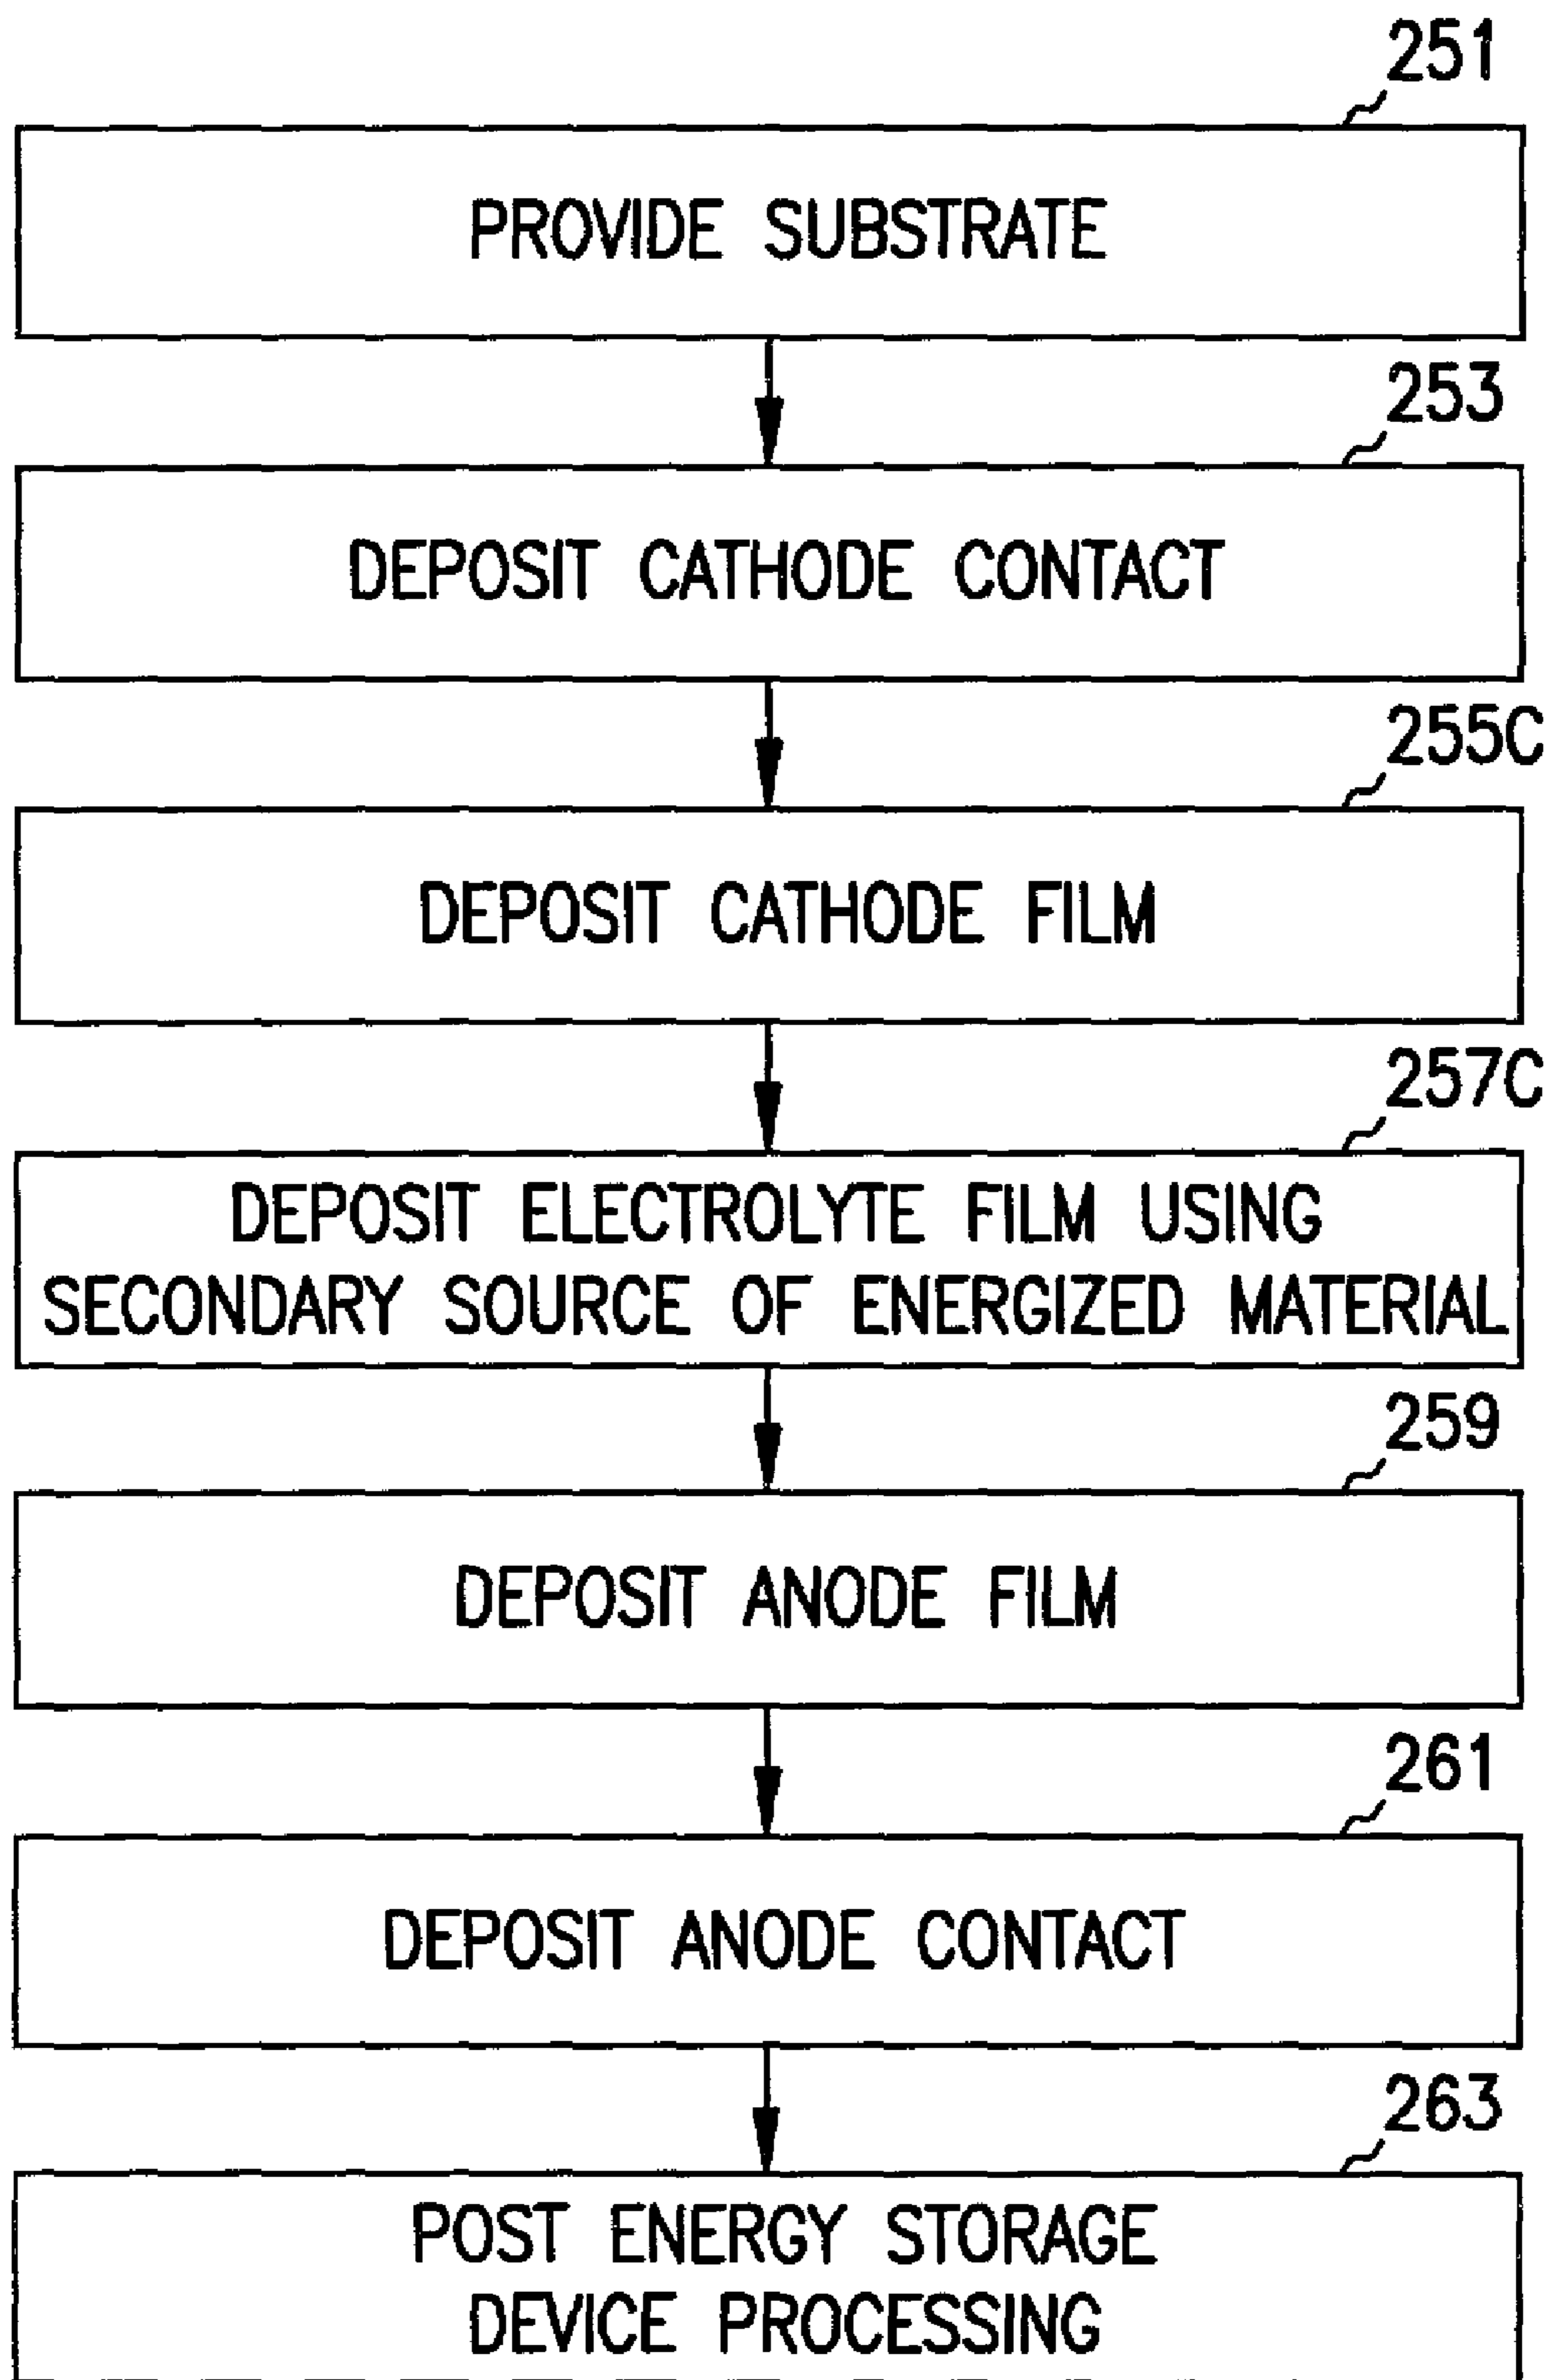 251
PROVIDE SUBSTRATE
253
DEPOSIT CATHODE CONTACT
255C
DEPOSIT CATHODE FILM
257C
DEPOSIT ELECTROLYTE FILM USING
SECONDARY SOURCE OF ENERGIZED MATERIAL
259
DEPOSIT ANODE FILM
261
DEPOSIT ANODE CONTACT
263
POST ENERGY STORAGE
DEVICE PROCESSING